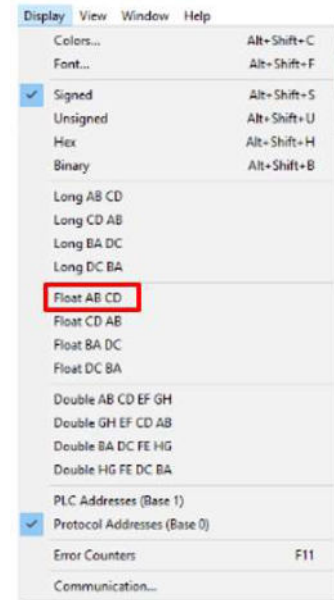 Display View Window Help
Colors... Alt+Shift+C
Font... Alt+Shift+F
Signed Alt+Shift+S
Unsigned Alt+Shift+U
Hex Alt+Shift+H
Binary Alt+Shift+B
Long AB CD
Long CD AB
Long BA DC
Long DC BA
Float AB CD
Float CD AB
Float BA DC
Float DC BA
Double AB CD EF GH
Double GH EF CD AB
Double BA DC FE HG
Double HG FE DC BA
PLC Addresses (Base 1)
Protocol Addresses (Base 0)
Error Counters F11
Communication...